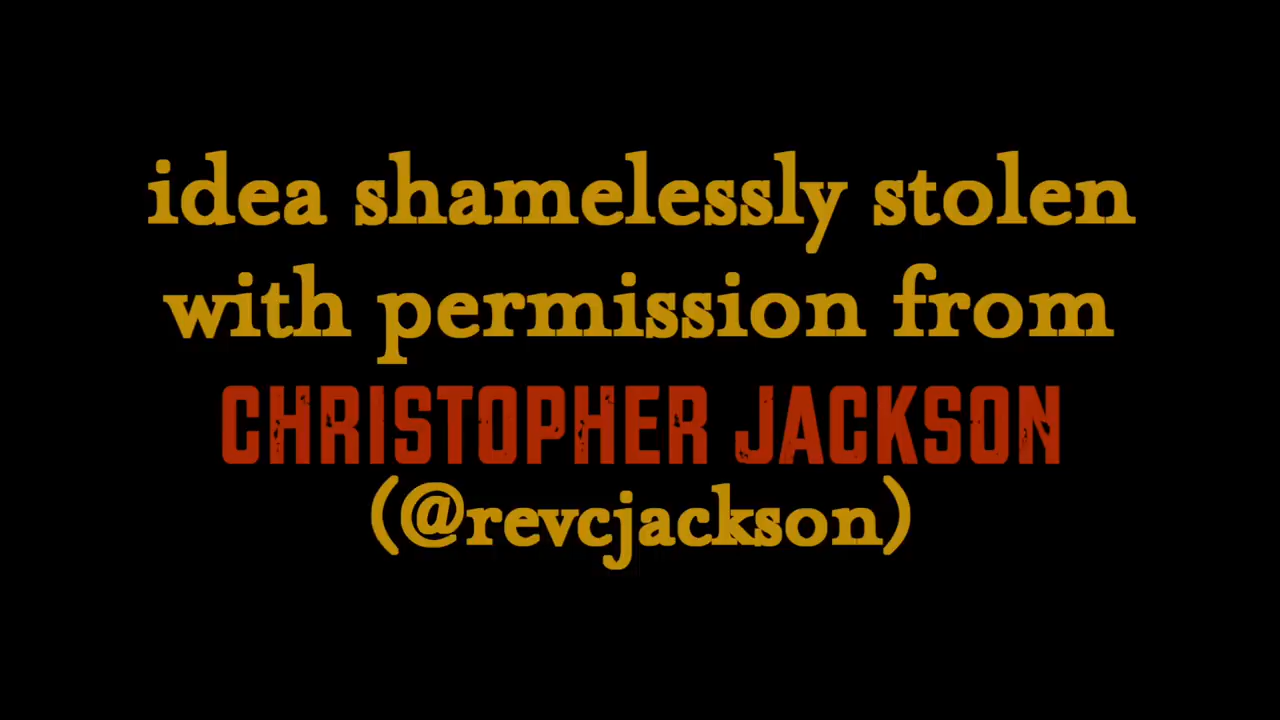 idea shamelessly stolen
with permission from
CHRISTOPHER JACKSON
(@revcjackson)